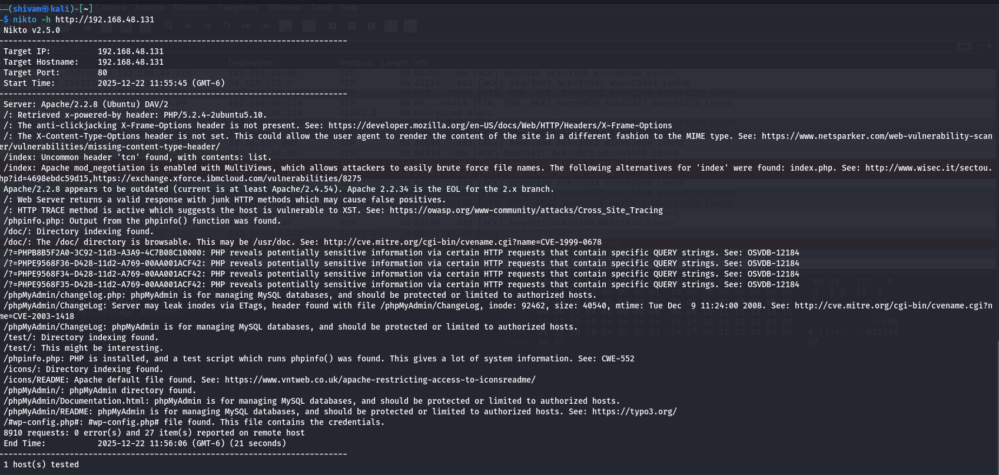 (shivam㉿kali)-[~]
$ nikto -h http://192.168.48.131
Nikto v2.5.0
---------------------------------------------------------------------------
Target IP:          192.168.48.131
Target Hostname:    192.168.48.131
Target Port:        80
Start Time:         2025-12-22 11:55:45 (GMT-6)
---------------------------------------------------------------------------
Server: Apache/2.2.8 (Ubuntu) DAV/2
/: Retrieved x-powered-by header: PHP/5.2.4-2ubuntu5.10.
/: The anti-clickjacking X-Frame-Options header is not present. See: https://developer.mozilla.org/en-US/docs/Web/HTTP/Headers/X-Frame-Options
/: The X-Content-Type-Options header is not set. This could allow the user agent to render the content of the site in a different fashion to the MIME type. See: https://www.netsparker.com/web-vulnerability-scan
er/vulnerabilities/missing-content-type-header/
/index: Uncommon header 'tcn' found, with contents: list.
/index: Apache mod_negotiation is enabled with MultiViews, which allows attackers to easily brute force file names. The following alternatives for 'index' were found: index.php. See: http://www.wisec.it/sectou.
hp?id=4698ebdc59d15,https://exchange.xforce.ibmcloud.com/vulnerabilities/8275
Apache/2.2.8 appears to be outdated (current is at least Apache/2.4.54). Apache 2.2.34 is the EOL for the 2.x branch.
/: Web Server returns a valid response with junk HTTP methods which may cause false positives.
/: HTTP TRACE method is active which suggests the host is vulnerable to XST. See: https://owasp.org/www-community/attacks/Cross_Site_Tracing
/phpinfo.php: Output from the phpinfo() function was found.
/doc/: Directory indexing found.
/doc/: The /doc/ directory is browsable. This may be /usr/doc. See: http://cve.mitre.org/cgi-bin/cvename.cgi?name=CVE-1999-0678
/?=PHPB8B5F2A0-3C92-11d3-A3A9-4C7B08C10000: PHP reveals potentially sensitive information via certain HTTP requests that contain specific QUERY strings. See: OSVDB-12184
/?=PHPE9568F36-D428-11d2-A769-00AA001ACF42: PHP reveals potentially sensitive information via certain HTTP requests that contain specific QUERY strings. See: OSVDB-12184
/?=PHPE9568F34-D428-11d2-A769-00AA001ACF42: PHP reveals potentially sensitive information via certain HTTP requests that contain specific QUERY strings. See: OSVDB-12184
/?=PHPE9568F35-D428-11d2-A769-00AA001ACF42: PHP reveals potentially sensitive information via certain HTTP requests that contain specific QUERY strings. See: OSVDB-12184
/phpMyAdmin/changelog.php: phpMyAdmin is for managing MySQL databases, and should be protected or limited to authorized hosts.
/phpMyAdmin/ChangeLog: Server may leak inodes via ETags, header found with file /phpMyAdmin/ChangeLog, inode: 92462, size: 40540, mtime: Tue Dec  9 11:24:00 2008. See: http://cve.mitre.org/cgi-bin/cvename.cgi?n
me=CVE-2003-1418
/phpMyAdmin/ChangeLog: phpMyAdmin is for managing MySQL databases, and should be protected or limited to authorized hosts.
/test/: Directory indexing found.
/test/: This might be interesting.
/phpinfo.php: PHP is installed, and a test script which runs phpinfo() was found. This gives a lot of system information. See: CWE-552
/icons/: Directory indexing found.
/icons/README: Apache default file found. See: https://www.vntweb.co.uk/apache-restricting-access-to-iconsreadme/
/phpMyAdmin/: phpMyAdmin directory found.
/phpMyAdmin/Documentation.html: phpMyAdmin is for managing MySQL databases, and should be protected or limited to authorized hosts.
/phpMyAdmin/README: phpMyAdmin is for managing MySQL databases, and should be protected or limited to authorized hosts. See: https://typo3.org/
/#wp-config.php#: #wp-config.php# file found. This file contains the credentials.
8910 requests: 0 error(s) and 27 item(s) reported on remote host
End Time:           2025-12-22 11:56:06 (GMT-6) (21 seconds)
---------------------------------------------------------------------------
1 host(s) tested